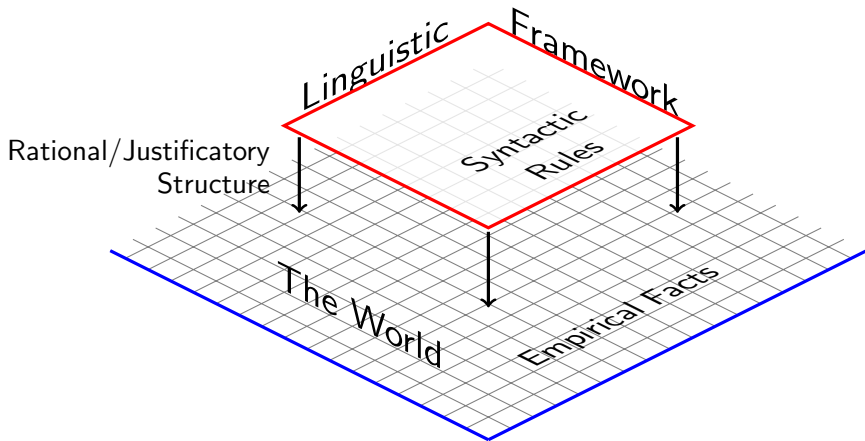 Linguistic
Framework
Syntactic
Rules
Rational/Justificatory
Structure
The World
Empirical Facts